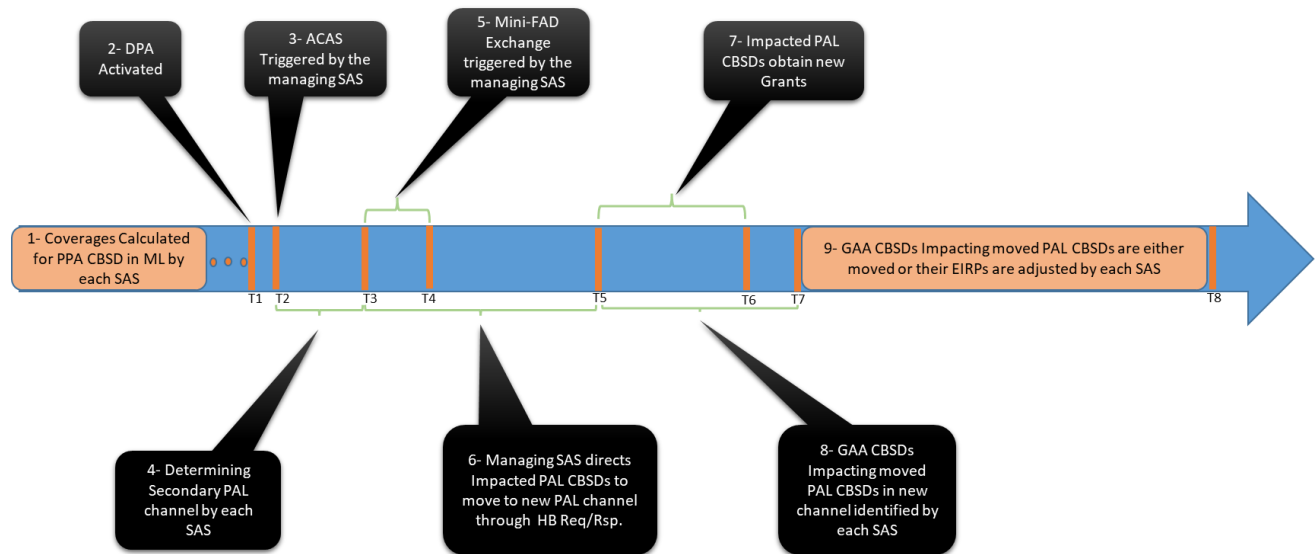 2- DPA
Activated
3- ACAS
Triggered by the
managing SAS
5- Mini-FAD
Exchange
triggered by the
managing SAS
7- Impacted PAL
CBSDs obtain new
Grants
1- Coverages Calculated
for PPA CBSD in ML by
each SAS
9- GAA CBSDs Impacting moved PAL CBSDs are either
moved or their EIRPs are adjusted by each SAS
T1
T2
T3
T4
T5
T6
T7
T8
4- Determining
Secondary PAL
channel by each
SAS
6- Managing SAS directs
Impacted PAL CBSDs to
move to new PAL channel
through HB Req/Rsp.
8- GAA CBSDs
Impacting moved
PAL CBSDs in new
channel identified by
each SAS